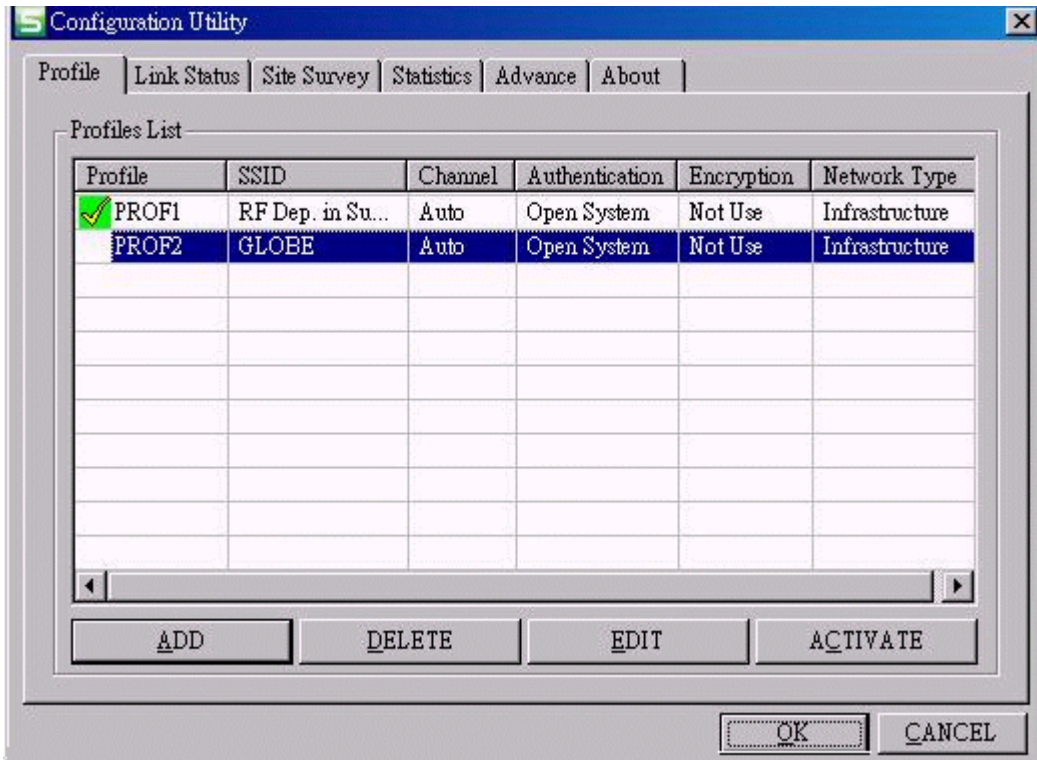 Configuration Utility
Profile Link Status Site Survey Statistics Advance About
Profiles List
Profile SSID Channel Authentication Encryption Network Type
PROF1 RF Dep. in Su... Auto Open System Not Use Infrastructure
PROF2 GLOBE Auto Open System Not Use Infrastructure
ADD DELETE EDIT ACTIVATE
OK CANCEL